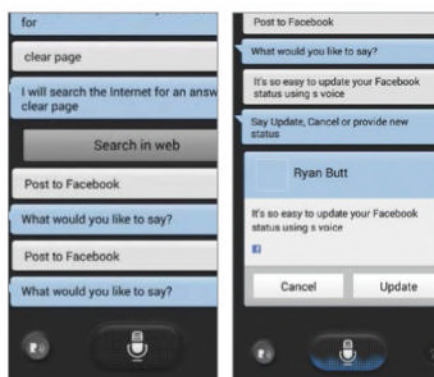 for
clear page
I will search the Internet for an answ
clear page
Search in web
Post to Facebook
What would you like to say?
Post to Facebook
What would you like to say?
Post to Facebook
What would you like to say?
It's so easy to update your Facebook
status using s voice
Say Update, Cancel or provide new
status
Ryan Butt
It's so easy to update your Facebook
status using s voice
Cancel
Update